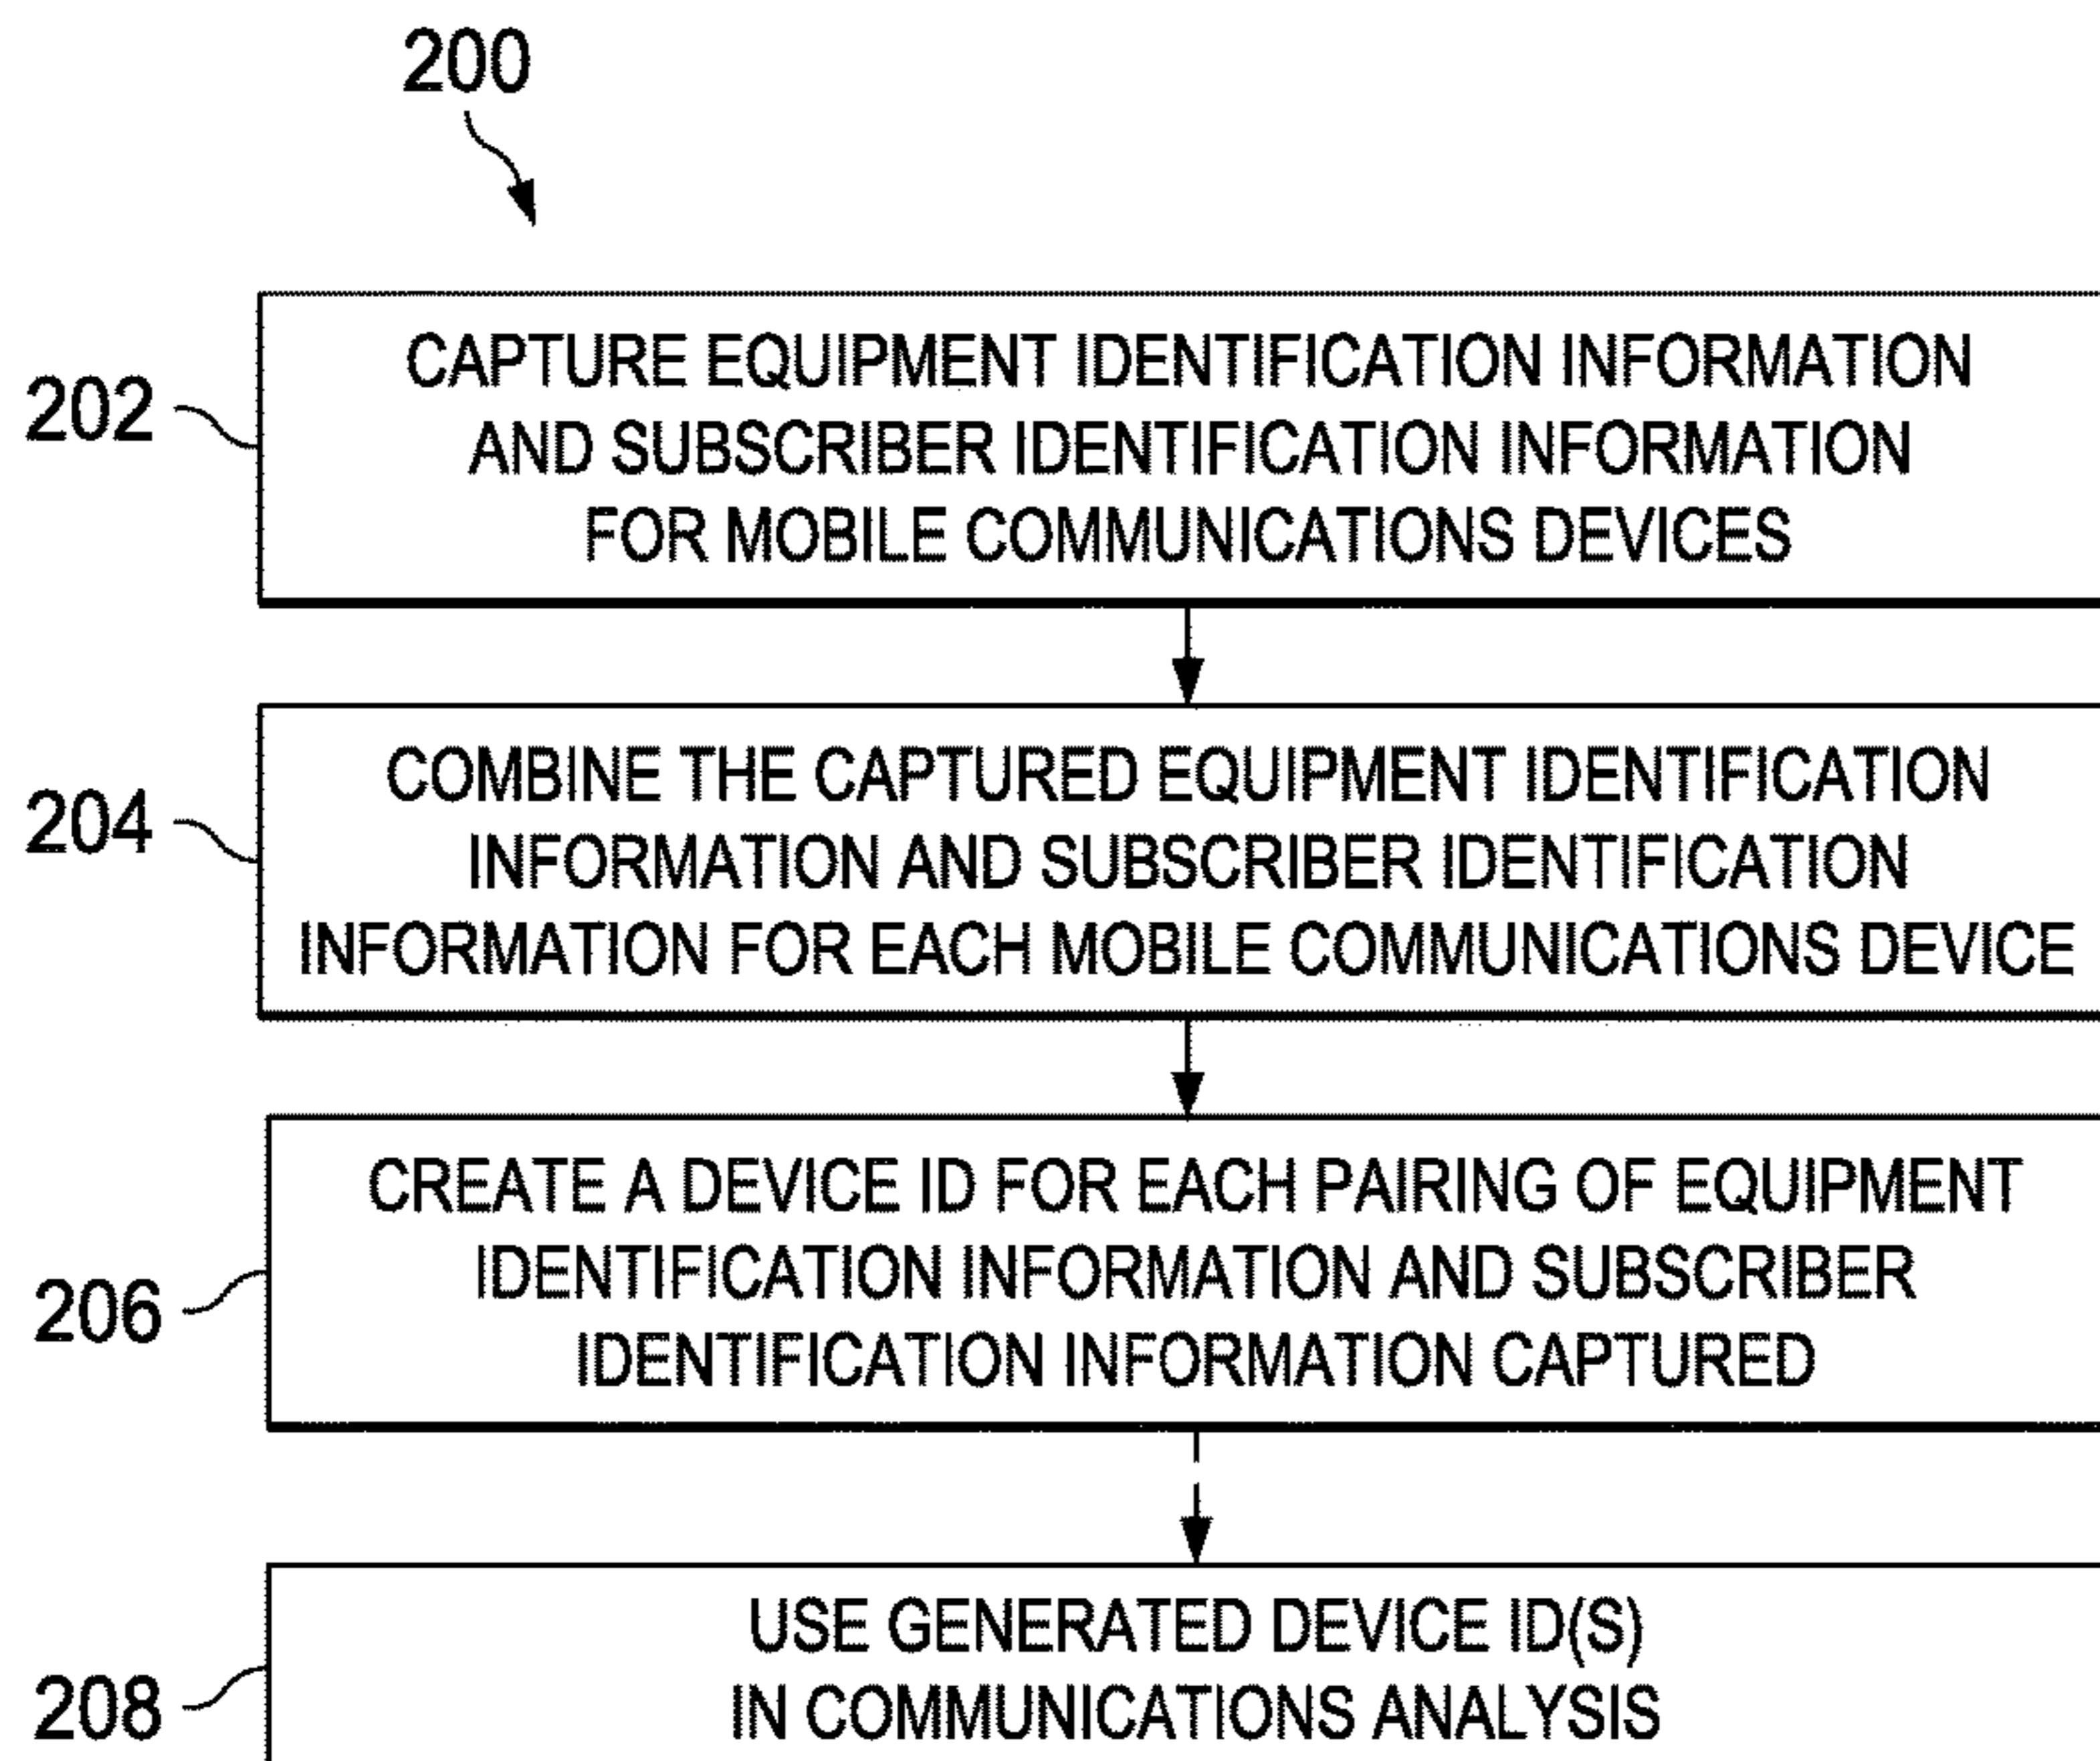 200
202
CAPTURE EQUIPMENT IDENTIFICATION INFORMATION
AND SUBSCRIBER IDENTIFICATION INFORMATION
FOR MOBILE COMMUNICATIONS DEVICES
204
COMBINE THE CAPTURED EQUIPMENT IDENTIFICATION
INFORMATION AND SUBSCRIBER IDENTIFICATION
INFORMATION FOR EACH MOBILE COMMUNICATIONS DEVICE
206
CREATE A DEVICE ID FOR EACH PAIRING OF EQUIPMENT
IDENTIFICATION INFORMATION AND SUBSCRIBER
IDENTIFICATION INFORMATION CAPTURED
208
USE GENERATED DEVICE ID(S)
IN COMMUNICATIONS ANALYSIS